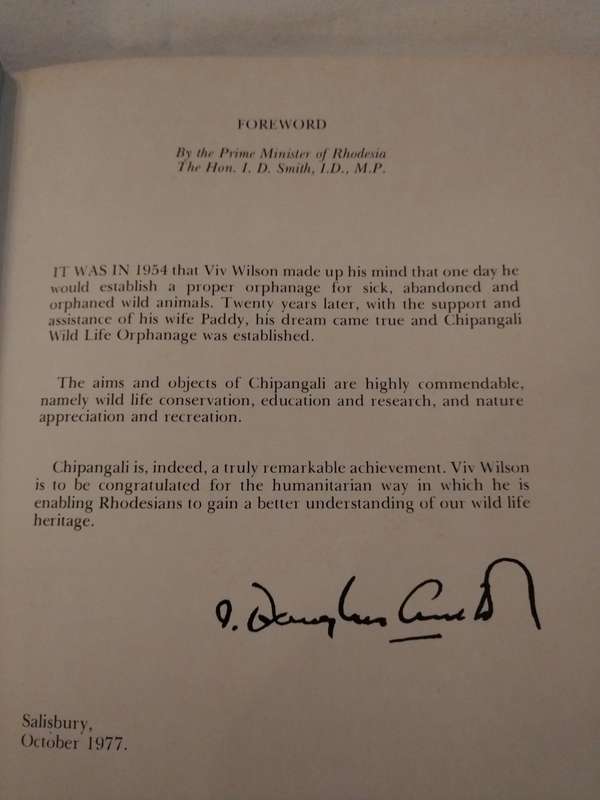 FOREWORD
By the Prime Minister of Rhodesia
The Hon. I. D. Smith, I.D., M.P.
IT WAS IN 1954 that Viv Wilson made up his mind that one day he
would establish a proper orphanage for sick, abandoned and
orphaned wild animals. Twenty years later, with the support and
assistance of his wife Paddy, his dream came true and Chipangali
Wild Life Orphanage was established.
The aims and objects of Chipangali are highly commendable,
namely wild life conservation, education and research, and nature
appreciation and recreation.
Chipangali is, indeed, a truly remarkable achievement. Viv Wilson
is to be congratulated for the humanitarian way in which he is
enabling Rhodesians to gain a better understanding of our wild life
heritage.
I. Douglas Smith
Salisbury,
October 1977.